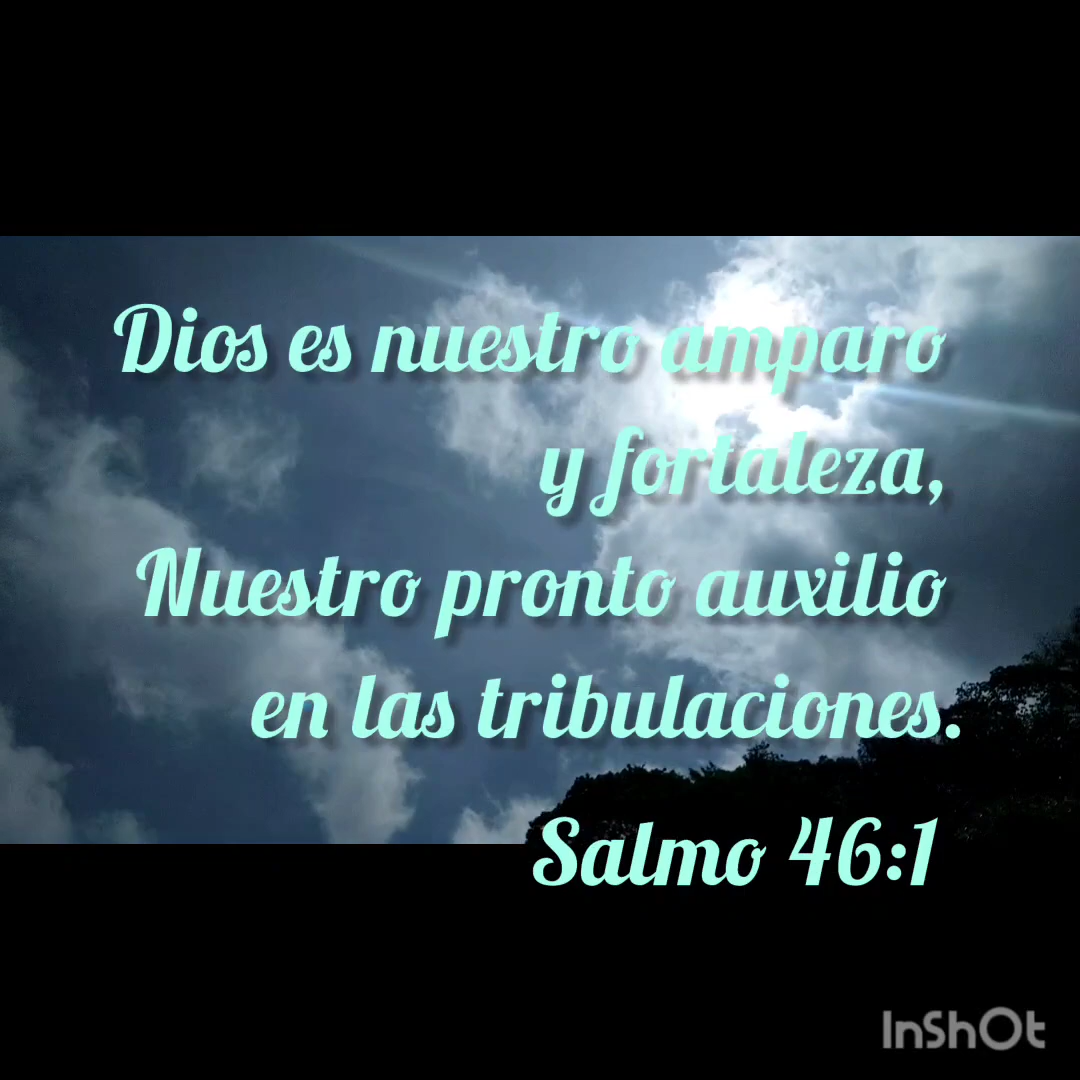 Dios es nuestro amparo
y fortaleza,
Nuestro pronto auxilio
en las tribulaciones.
Salmo 46:1
InShOt